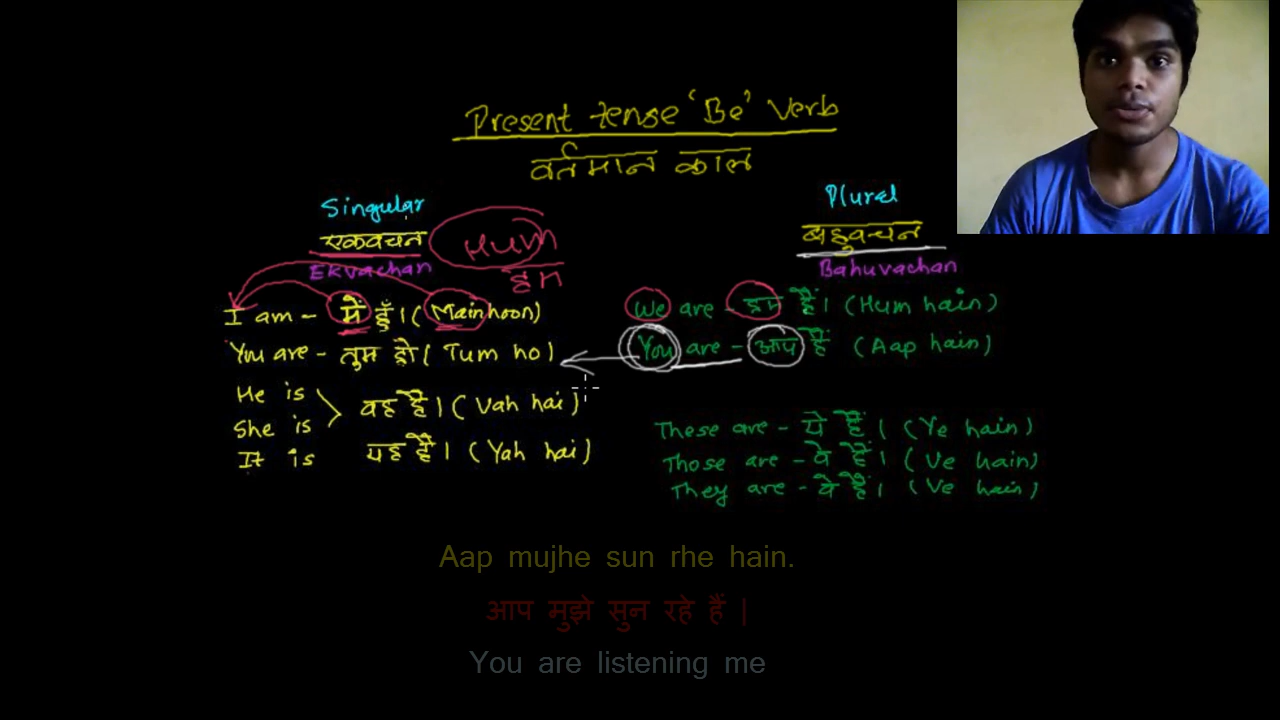 Present tense 'Be' Verb
वर्तमान काल
Singular
एकवचन
Ekvachan
Hum
हम
Plural
बहुवचन
Bahuvachan
I am - मैं हूँ। (Main hoon)
You are - तुम हो (Tum ho)
He is
She is
It is
वह है। (Vah hai)
यह है। (Yah hai)
We are - हम हैं। (Hum hain)
You are - आप हैं (Aap hain)
These are - ये हैं। (Ye hain)
Those are - वे हैं। (Ve hain)
They are - वे हैं। (Ve hain)
Aap mujhe sun rhe hain.
आप मुझे सुन रहे हैं |
You are listening me